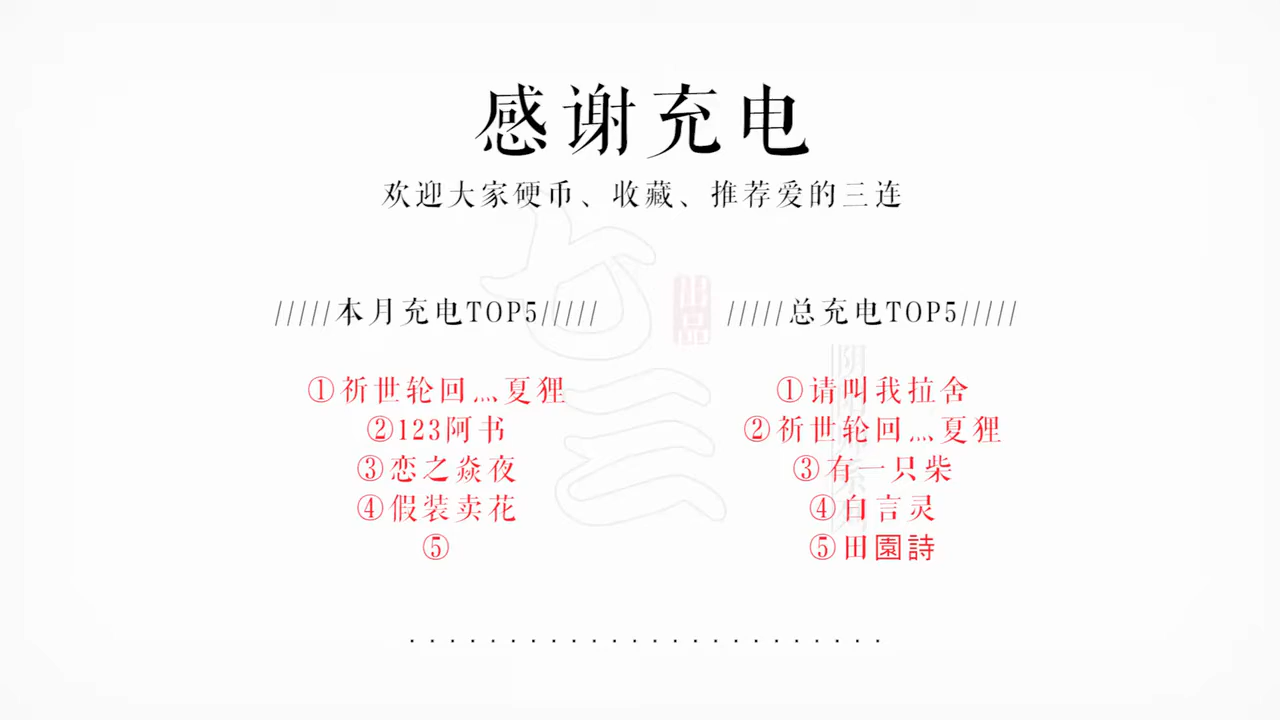 感谢充电
欢迎大家硬币、收藏、推荐爱的三连
/////本月充电TOP5/////
①祈世轮回灬夏狸
②123阿书
③恋之焱夜
④假装卖花
⑤
/////总充电TOP5/////
①请叫我拉舍
②祈世轮回灬夏狸
③有一只柴
④白言灵
⑤田園詩
七三
出品